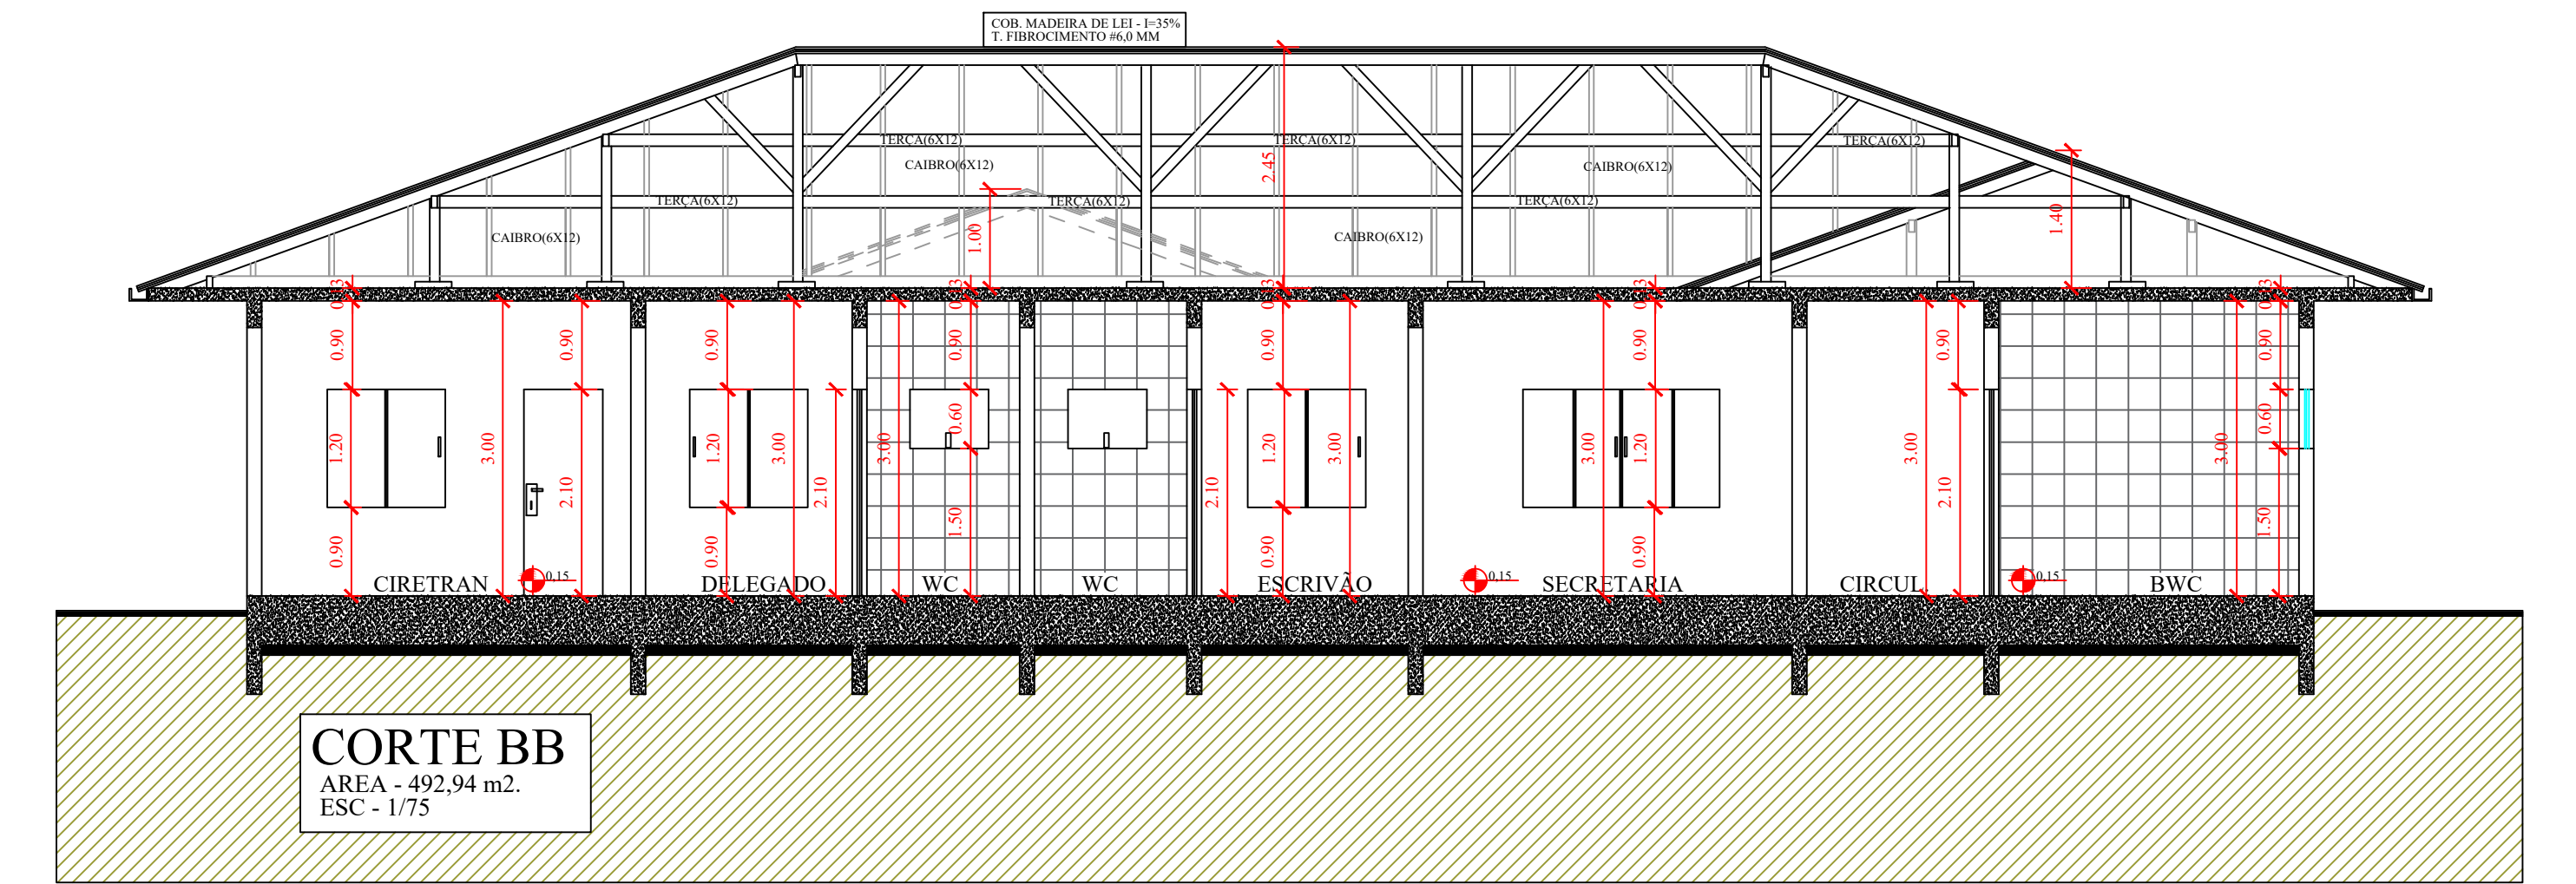 COB. MADEIRA DE LEI - I=35%
T. FIBROCIMENTO #6,0 MM
TERÇA(6X12)
TERÇA(6X12)
TERÇA(6X12)
CAIBRO(6X12)
2.45
CAIBRO(6X12)
TERÇA(6X12)
TERÇA(6X12)
TERÇA(6X12)
1.40
CAIBRO(6X12)
1.00
CAIBRO(6X12)
0.90
0.90
0.90
0.90
0.90
0.90
0.90
0.90
1.20
3.00
2.10
1.20
3.00
2.10
3.00
0.60
1.50
2.10
1.20
3.00
3.00
1.20
3.00
2.10
3.00
0.60
1.50
0.90
0.90
0.90
0.90
CIRETRAN
0,15
DELEGADO
WC
WC
ESCRIVÃO
0,15
SECRETARIA
CIRCUL.
0,15
BWC
CORTE BB
AREA - 492,94 m2.
ESC - 1/75